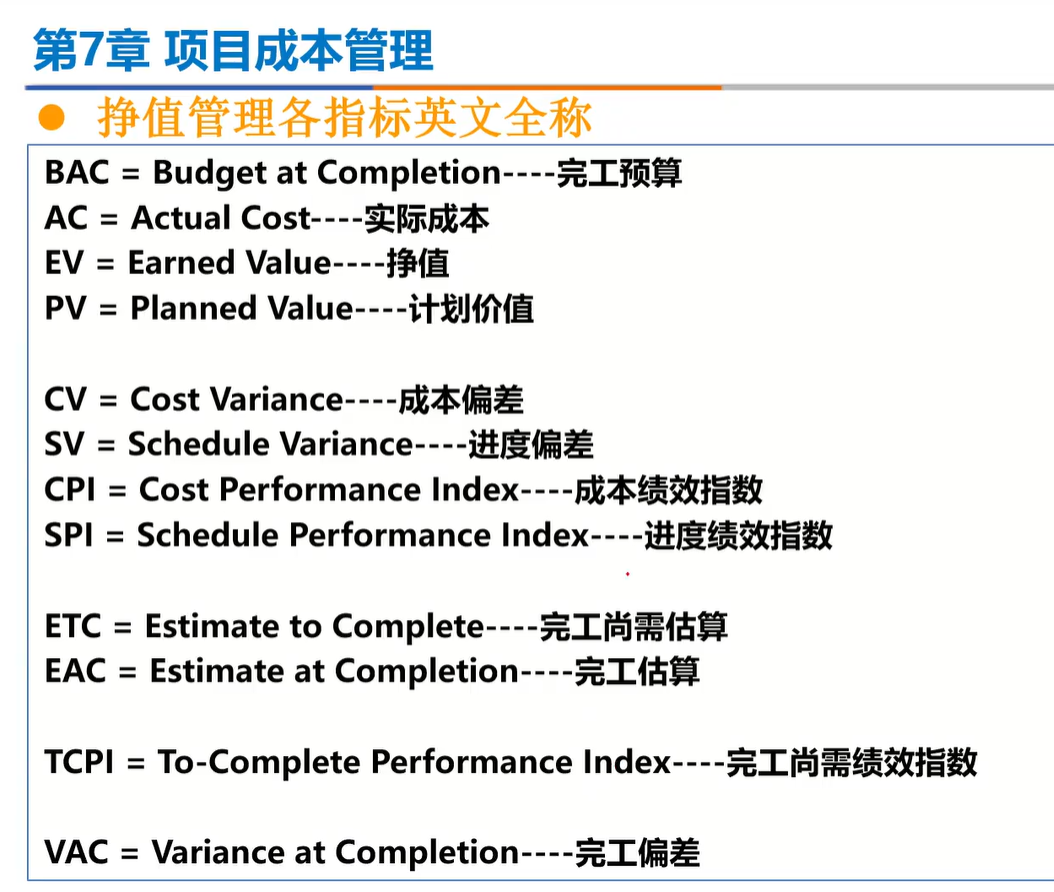 第7章 项目成本管理
● 挣值管理各指标英文全称
BAC = Budget at Completion----完工预算
AC = Actual Cost----实际成本
EV = Earned Value----挣值
PV = Planned Value----计划价值
CV = Cost Variance----成本偏差
SV = Schedule Variance----进度偏差
CPI = Cost Performance Index----成本绩效指数
SPI = Schedule Performance Index----进度绩效指数
ETC = Estimate to Complete----完工尚需估算
EAC = Estimate at Completion----完工估算
TCPI = To-Complete Performance Index----完工尚需绩效指数
VAC = Variance at Completion----完工偏差